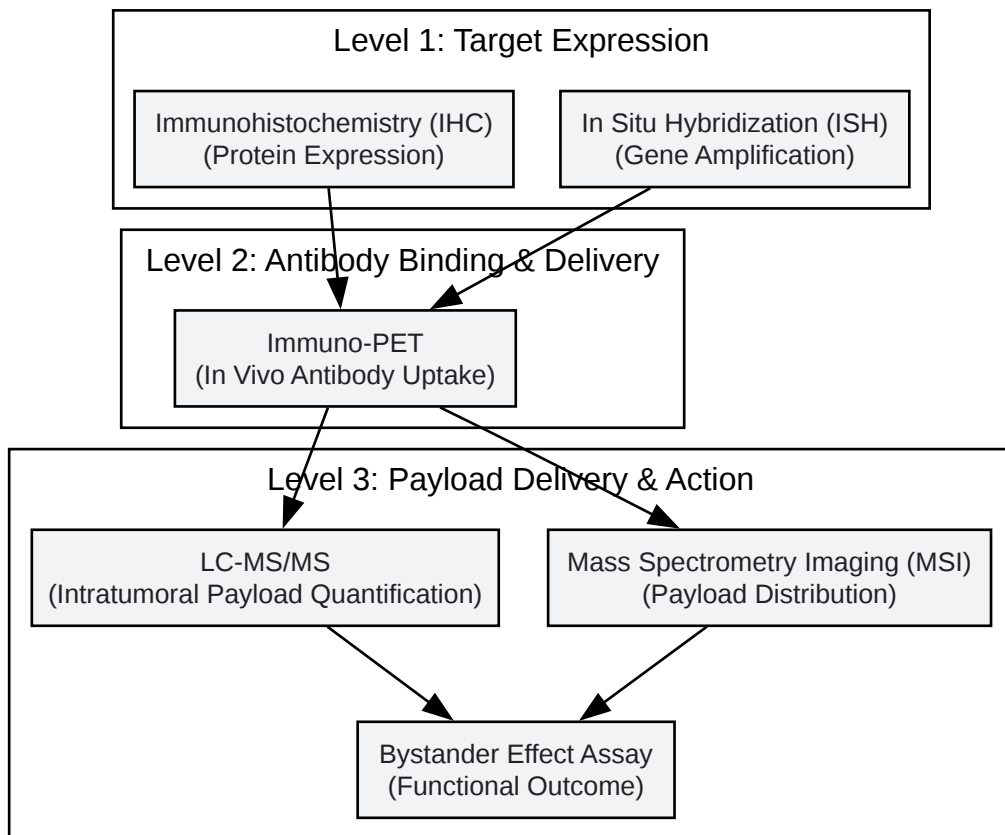 Level 1: Target Expression
Immunohistochemistry (IHC)
(Protein Expression)
In Situ Hybridization (ISH)
(Gene Amplification)
Level 2: Antibody Binding & Delivery
Immuno-PET
(In Vivo Antibody Uptake)
Level 3: Payload Delivery & Action
LC-MS/MS
(Intratumoral Payload Quantification)
Mass Spectrometry Imaging (MSI)
(Payload Distribution)
Bystander Effect Assay
(Functional Outcome)